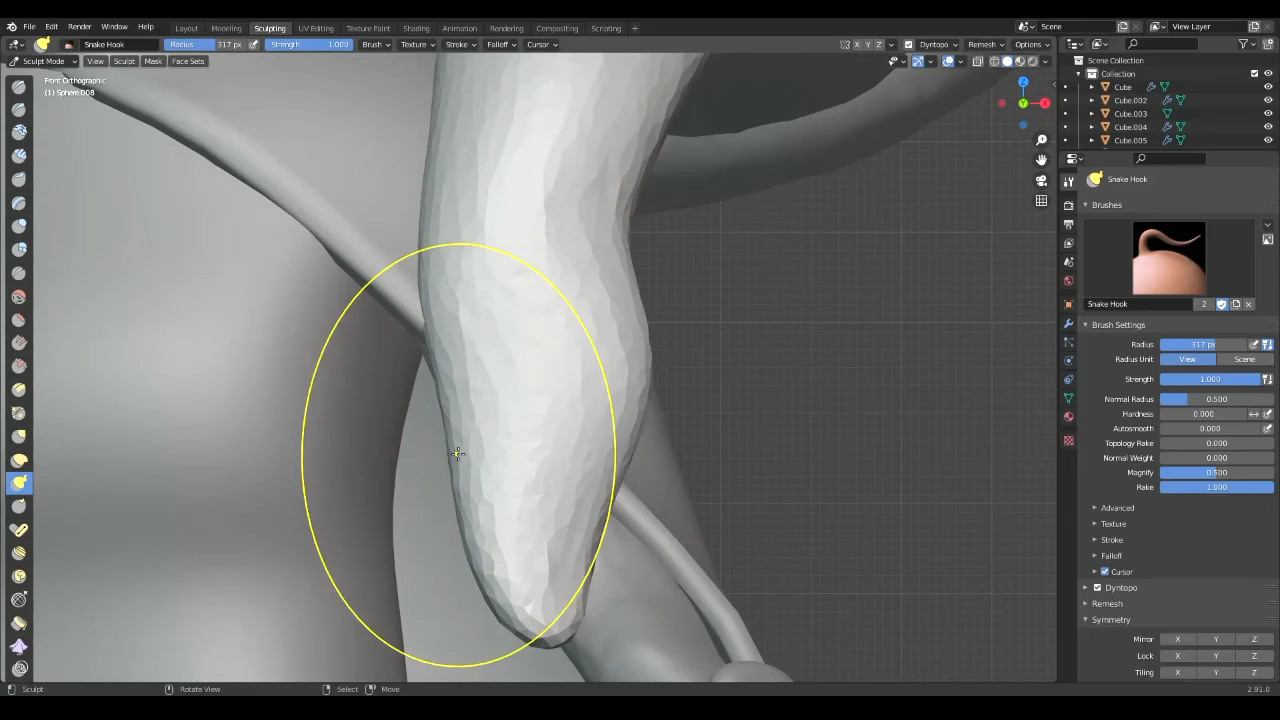 File Edit Render Window Help Layout Modeling Sculpting UV Editing Texture Paint Shading Animation Rendering Compositing Scripting + Scene View Layer
Snake Hook Radius 317 px Strength 1.000 Brush Texture Stroke Falloff Cursor X Y Z Dyntopo Remesh Options
Sculpt Mode View Sculpt Mask Face Sets
Front Orthographic
(1) Sphere.008
Z
Y
X
Scene Collection
Collection
Cube
Cube.002
Cube.003
Cube.004
Cube.005
Snake Hook
Brushes
Snake Hook 2
Brush Settings
Radius 317 px
Radius Unit View Scene
Strength 1.000
Normal Radius 0.500
Hardness 0.000
Autosmooth 0.000
Topology Rake 0.000
Normal Weight 0.000
Magnify 0.500
Rake 1.000
Advanced
Texture
Stroke
Falloff
Cursor
Dyntopo
Remesh
Symmetry
Mirror X Y Z
Lock X Y Z
Tiling X Y Z
Sculpt Rotate View Select Move 2.91.0